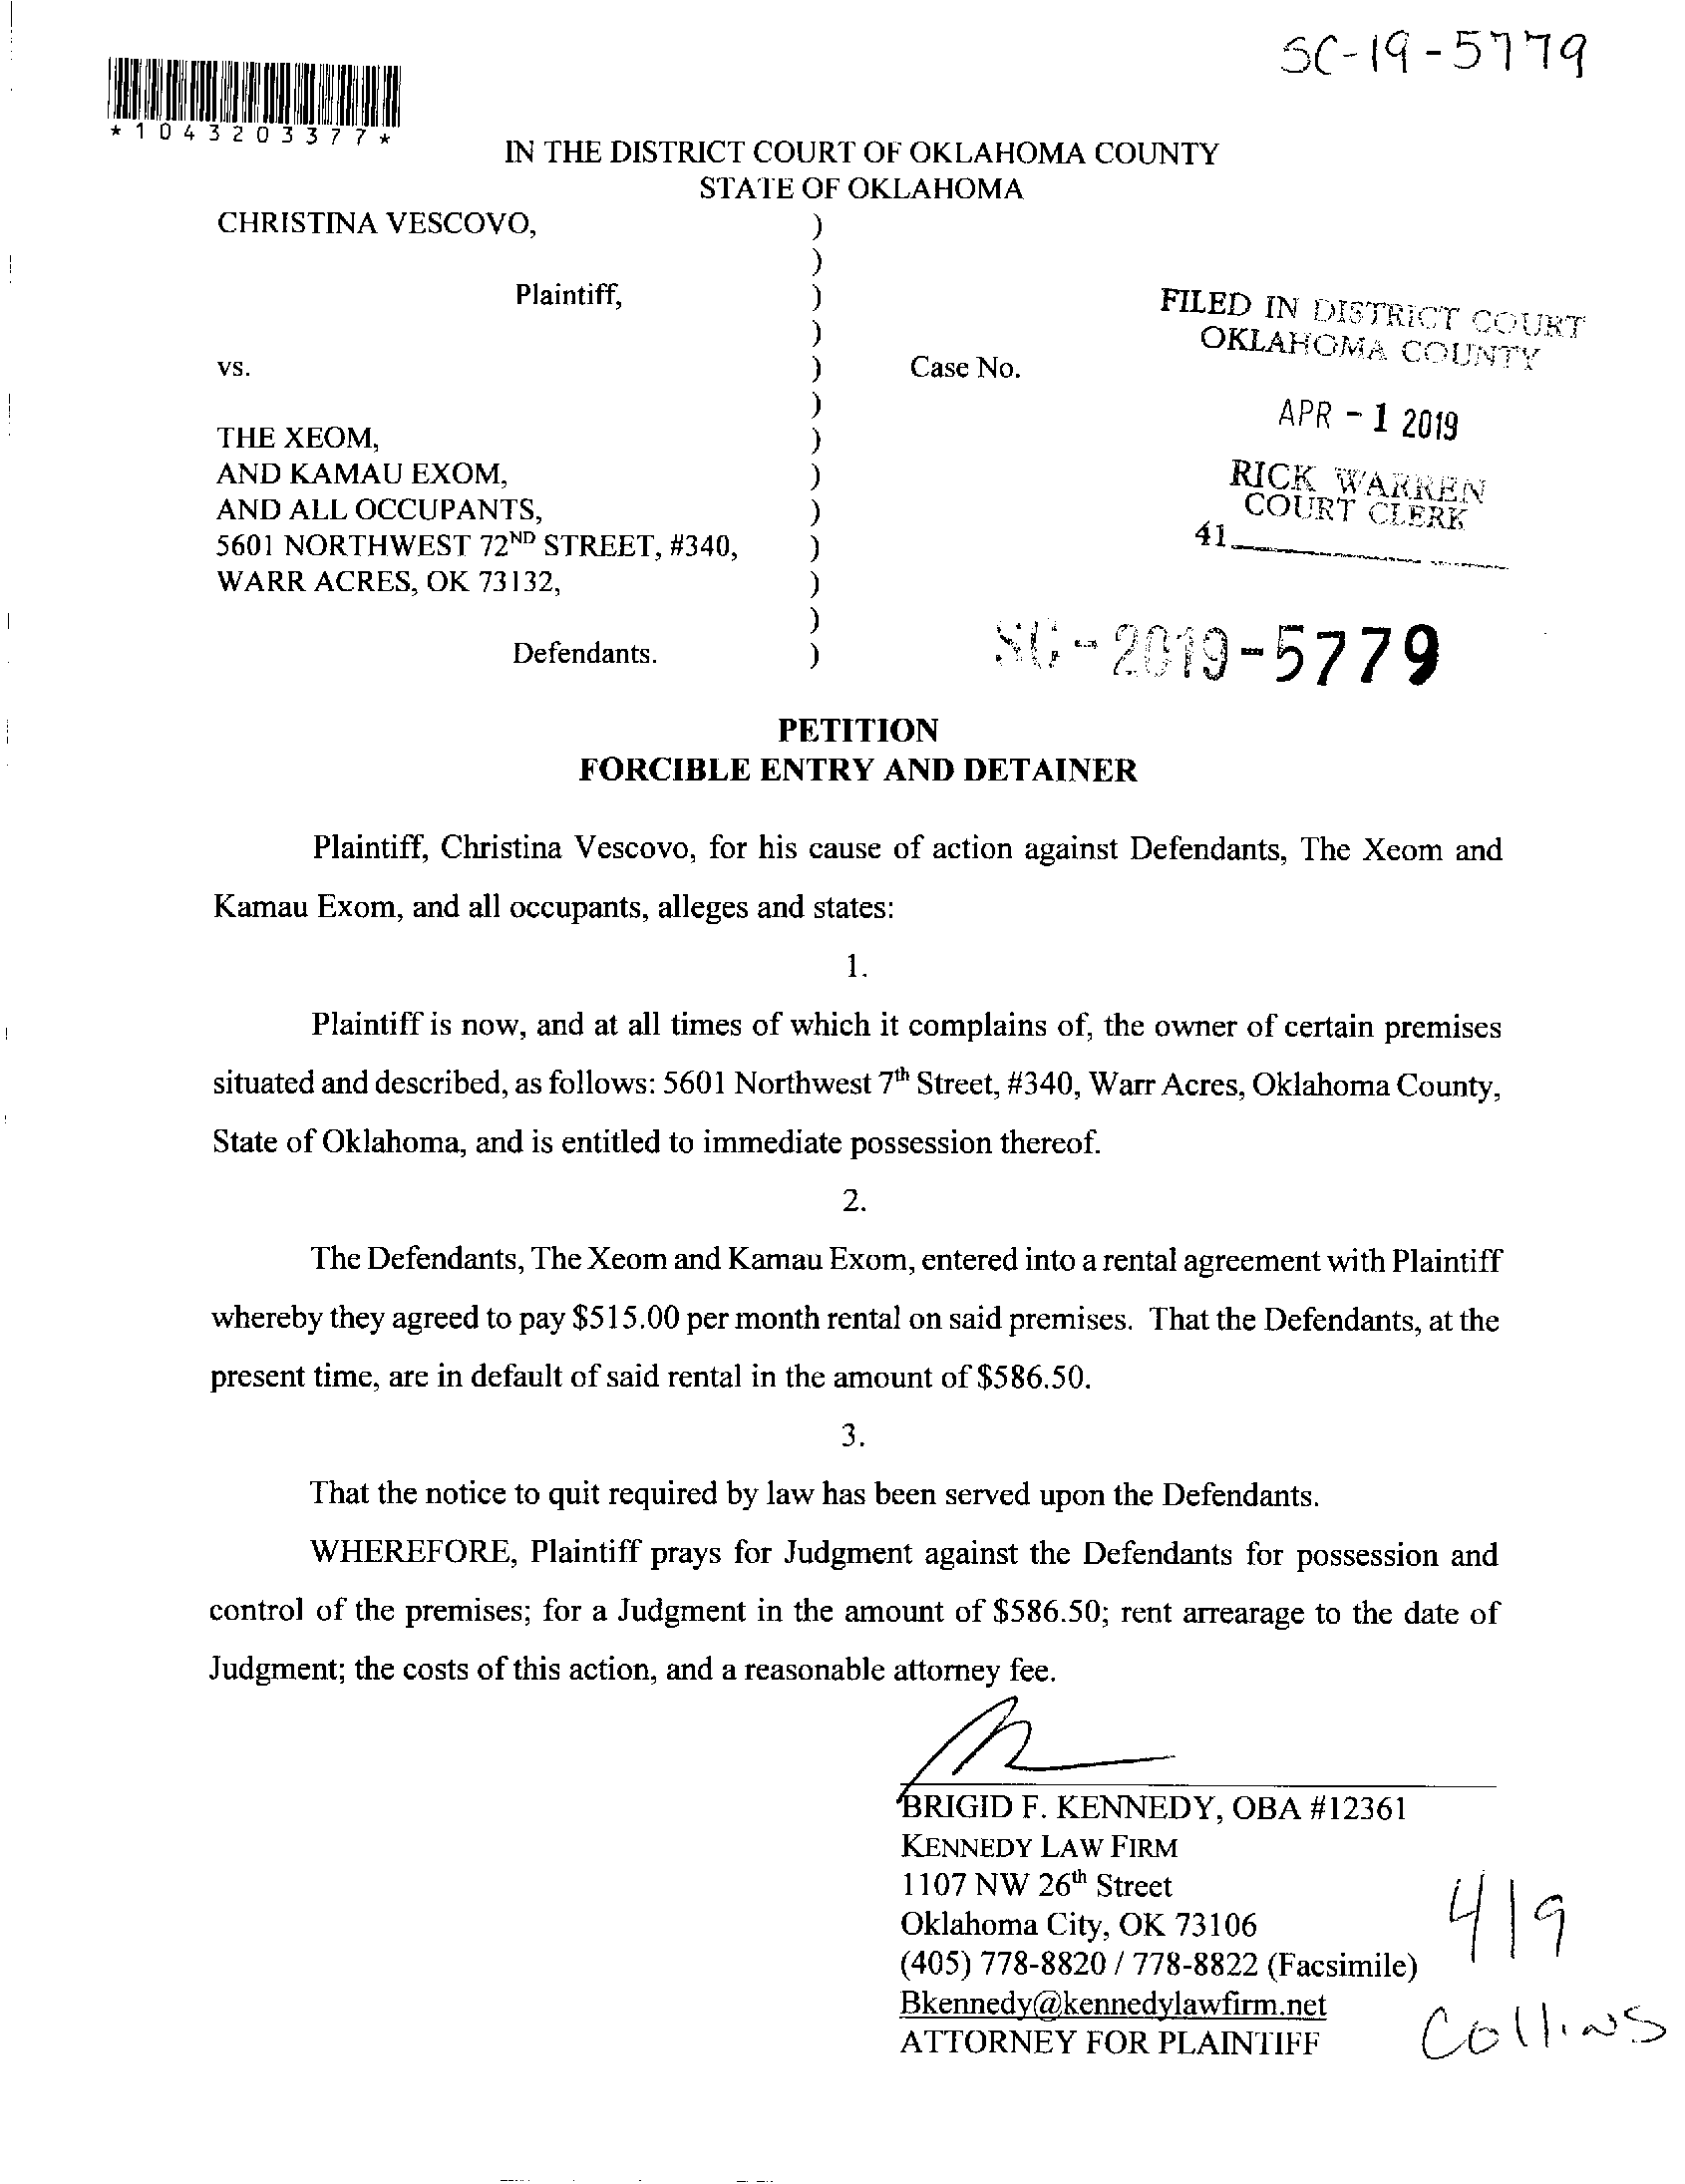 SC-19-5779
*1043203377*
IN THE DISTRICT COURT OF OKLAHOMA COUNTY
STATE OF OKLAHOMA
CHRISTINA VESCOVO, )
)
Plaintiff, )
)
vs. ) Case No.
)
THE XEOM, )
AND KAMAU EXOM, )
AND ALL OCCUPANTS, )
5601 NORTHWEST 72ND STREET, #340, )
WARR ACRES, OK 73132, )
)
Defendants. )
FILED IN DISTRICT COURT
OKLAHOMA COUNTY
APR - 1 2019
RICK WARREN
COURT CLERK
41
SC-2019-5779
PETITION
FORCIBLE ENTRY AND DETAINER
Plaintiff, Christina Vescovo, for his cause of action against Defendants, The Xeom and
Kamau Exom, and all occupants, alleges and states:
1.
Plaintiff is now, and at all times of which it complains of, the owner of certain premises
situated and described, as follows: 5601 Northwest 7th Street, #340, Warr Acres, Oklahoma County,
State of Oklahoma, and is entitled to immediate possession thereof.
2.
The Defendants, The Xeom and Kamau Exom, entered into a rental agreement with Plaintiff
whereby they agreed to pay $515.00 per month rental on said premises. That the Defendants, at the
present time, are in default of said rental in the amount of $586.50.
3.
That the notice to quit required by law has been served upon the Defendants.
WHEREFORE, Plaintiff prays for Judgment against the Defendants for possession and
control of the premises; for a Judgment in the amount of $586.50; rent arrearage to the date of
Judgment; the costs of this action, and a reasonable attorney fee.
BRIGID F. KENNEDY, OBA #12361
KENNEDY LAW FIRM
1107 NW 26th Street
Oklahoma City, OK 73106
(405) 778-8820 / 778-8822 (Facsimile)
Bkennedy@kennedylawfirm.net
ATTORNEY FOR PLAINTIFF
4/9
Collins